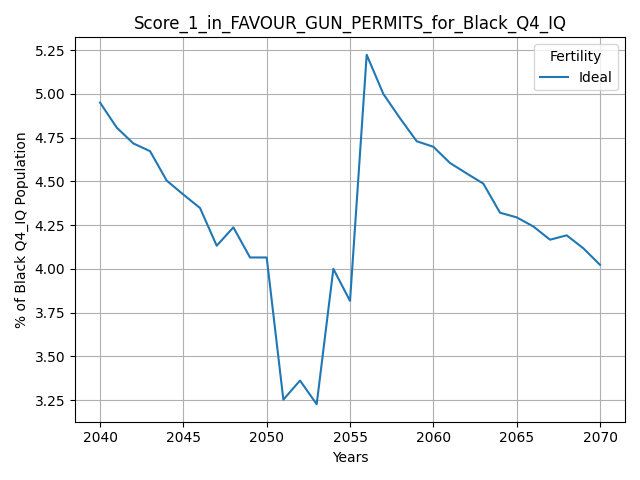 Score_1_in_FAVOUR_GUN_PERMITS_for_Black_Q4_IQ
Fertility
Ideal
% of Black Q4_IQ Population
5.25
5.00
4.75
4.50
4.25
4.00
3.75
3.50
3.25
2040 2045 2050 2055 2060 2065 2070
Years